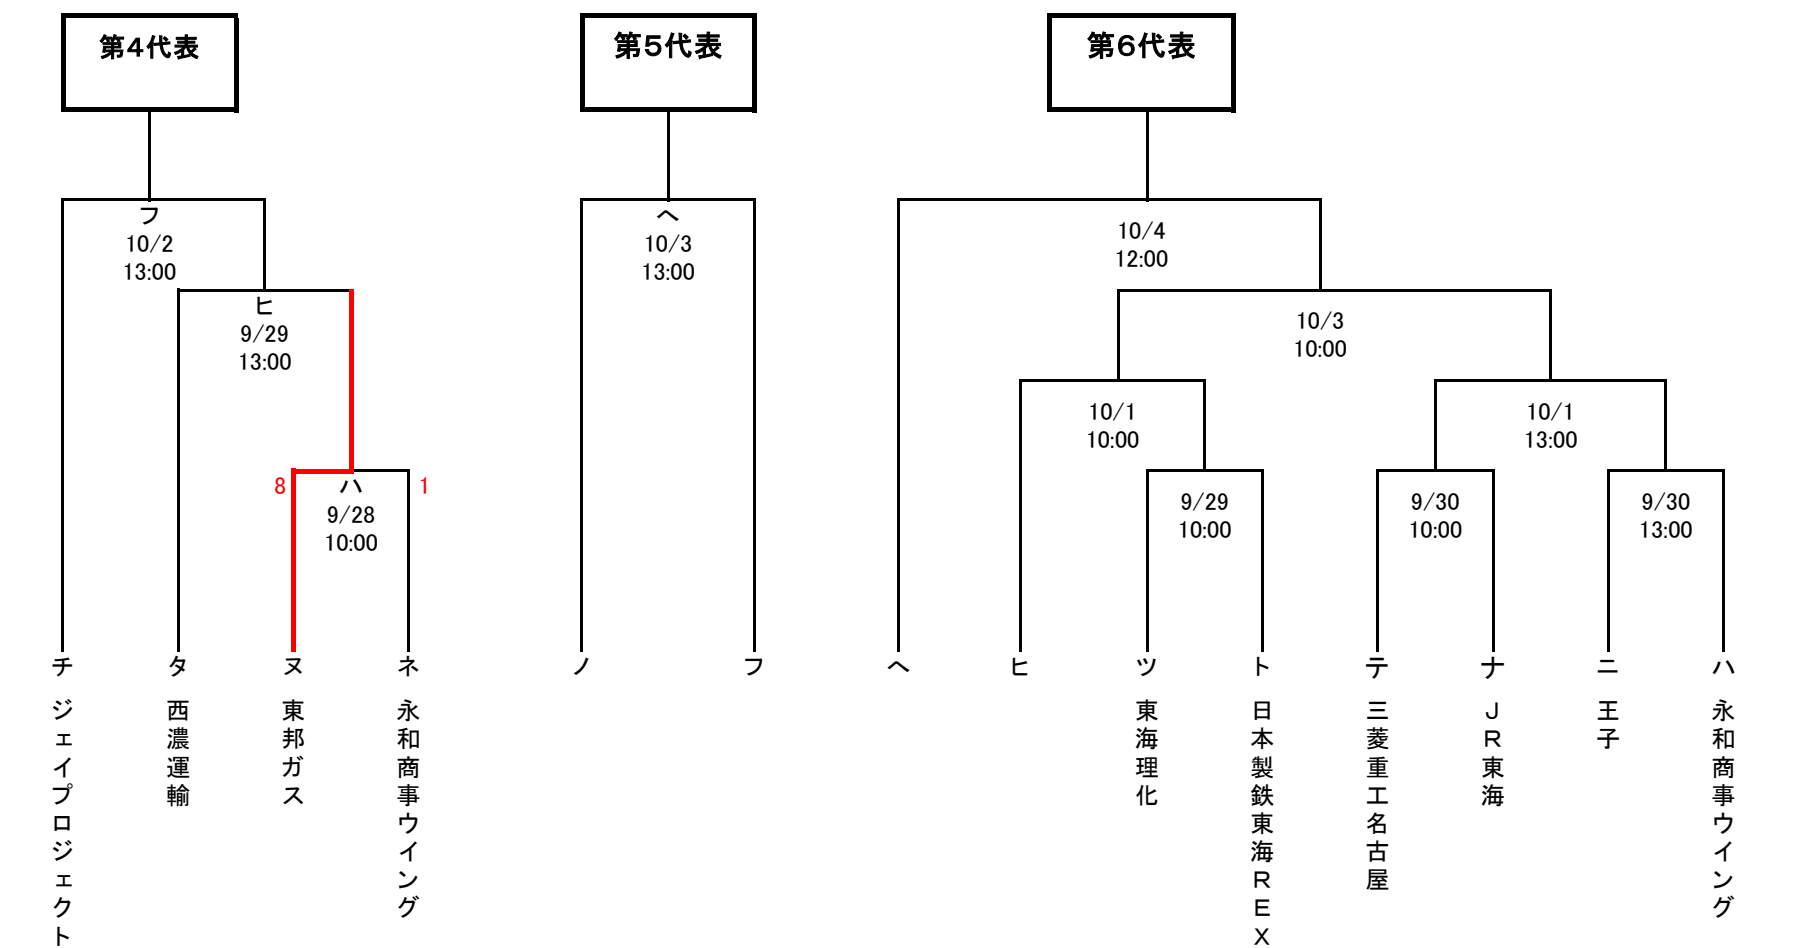 第4代表
第5代表
第6代表
フ
10/2
13:00
ヘ
10/3
13:00
10/4
12:00
ヒ
9/29
13:00
10/3
10:00
10/1
10:00
10/1
13:00
8
ハ
1
9/28
10:00
9/29
10:00
9/30
10:00
9/30
13:00
チ
タ
ヌ
ネ
ノ
フ
ヘ
ヒ
ツ
ト
テ
ナ
ニ
ハ
ジェイプロジェクト
西濃運輸
東邦ガス
永和商事ウイング
東海理化
日本製鉄東海REX
三菱重工名古屋
JR東海
王子
永和商事ウイング